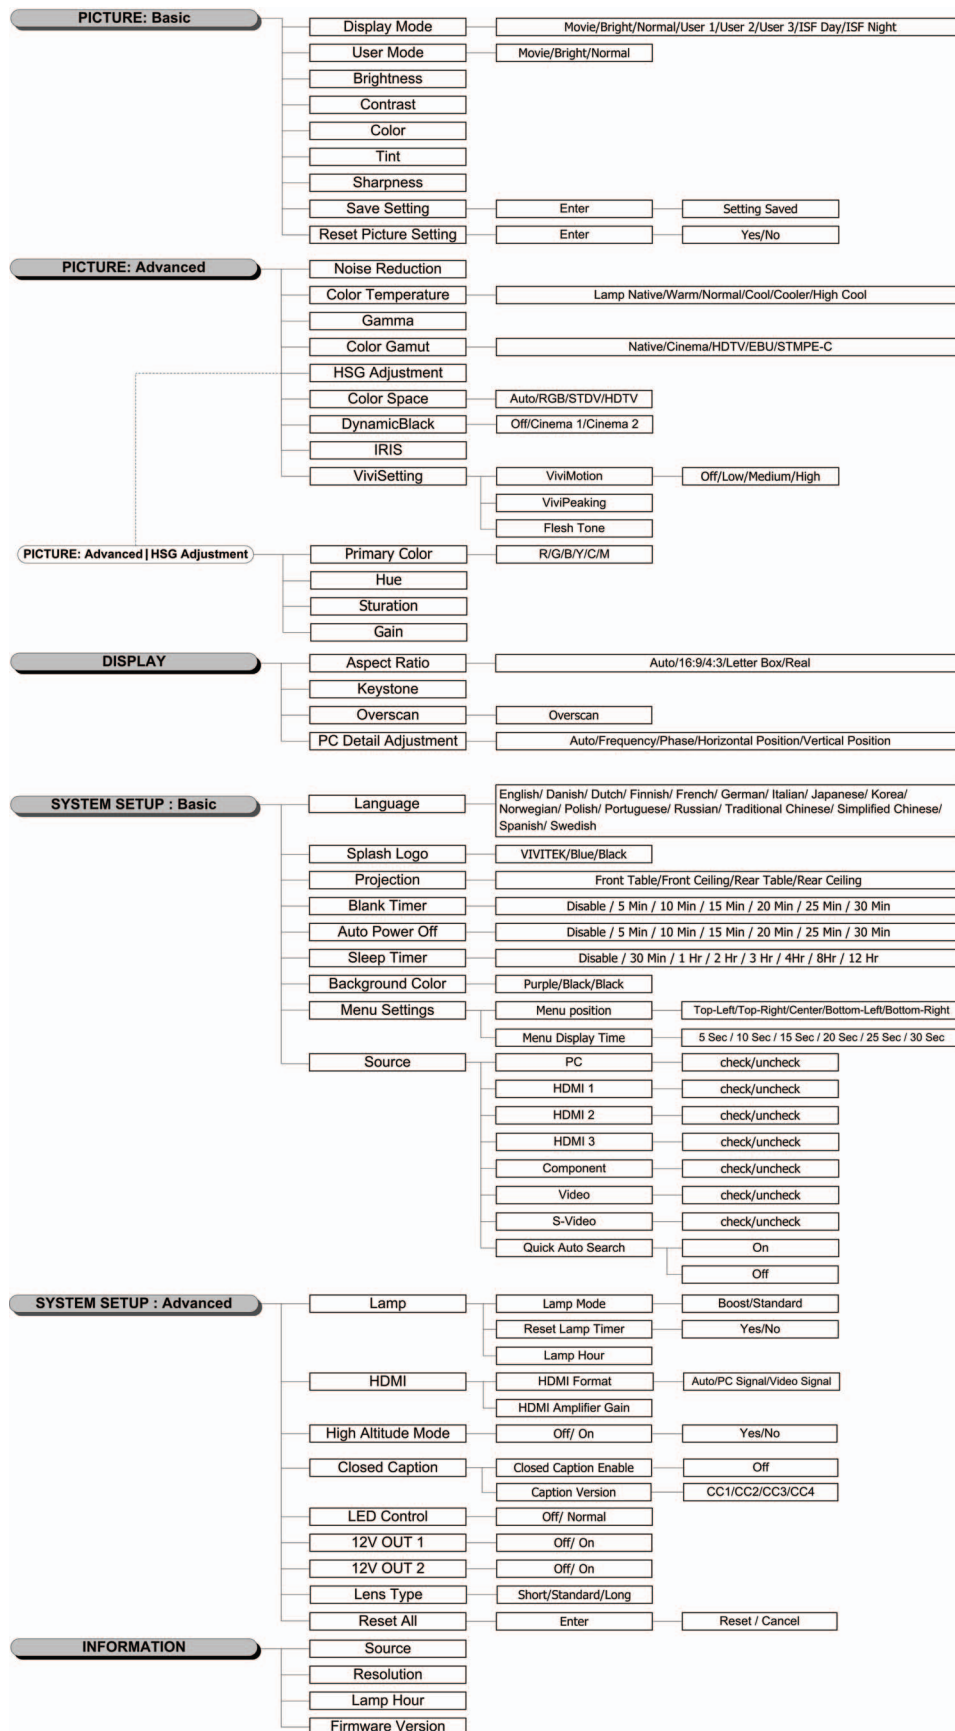 PICTURE: Basic
Display Mode
Movie/Bright/Normal/User 1/User 2/User 3/ISF Day/ISF Night
User Mode
Movie/Bright/Normal
Brightness
Contrast
Color
Tint
Sharpness
Save Setting
Enter
Setting Saved
Reset Picture Setting
Enter
Yes/No
PICTURE: Advanced
Noise Reduction
Color Temperature
Lamp Native/Warm/Normal/Cool/Cooler/High Cool
Gamma
Color Gamut
Native/Cinema/HDTV/EBU/STMPE-C
HSG Adjustment
Color Space
Auto/RGB/STDV/HDTV
DynamicBlack
Off/Cinema 1/Cinema 2
IRIS
ViviSetting
ViviMotion
Off/Low/Medium/High
ViviPeaking
Flesh Tone
PICTURE: Advanced | HSG Adjustment
Primary Color
R/G/B/Y/C/M
Hue
Sturation
Gain
DISPLAY
Aspect Ratio
Auto/16:9/4:3/Letter Box/Real
Keystone
Overscan
Overscan
PC Detail Adjustment
Auto/Frequency/Phase/Horizontal Position/Vertical Position
SYSTEM SETUP : Basic
Language
English/ Danish/ Dutch/ Finnish/ French/ German/ Italian/ Japanese/ Korea/
Norwegian/ Polish/ Portuguese/ Russian/ Traditional Chinese/ Simplified Chinese/
Spanish/ Swedish
Splash Logo
VIVITEK/Blue/Black
Projection
Front Table/Front Ceiling/Rear Table/Rear Ceiling
Blank Timer
Disable / 5 Min / 10 Min / 15 Min / 20 Min / 25 Min / 30 Min
Auto Power Off
Disable / 5 Min / 10 Min / 15 Min / 20 Min / 25 Min / 30 Min
Sleep Timer
Disable / 30 Min / 1 Hr / 2 Hr / 3 Hr / 4Hr / 8Hr / 12 Hr
Background Color
Purple/Black/Black
Menu Settings
Menu position
Top-Left/Top-Right/Center/Bottom-Left/Bottom-Right
Menu Display Time
5 Sec / 10 Sec / 15 Sec / 20 Sec / 25 Sec / 30 Sec
Source
PC
check/uncheck
HDMI 1
check/uncheck
HDMI 2
check/uncheck
HDMI 3
check/uncheck
Component
check/uncheck
Video
check/uncheck
S-Video
check/uncheck
Quick Auto Search
On
Off
SYSTEM SETUP : Advanced
Lamp
Lamp Mode
Boost/Standard
Reset Lamp Timer
Yes/No
Lamp Hour
HDMI
HDMI Format
Auto/PC Signal/Video Signal
HDMI Amplifier Gain
High Altitude Mode
Off/ On
Yes/No
Closed Caption
Closed Caption Enable
Off
Caption Version
CC1/CC2/CC3/CC4
LED Control
Off/ Normal
12V OUT 1
Off/ On
12V OUT 2
Off/ On
Lens Type
Short/Standard/Long
Reset All
Enter
Reset / Cancel
INFORMATION
Source
Resolution
Lamp Hour
Firmware Version